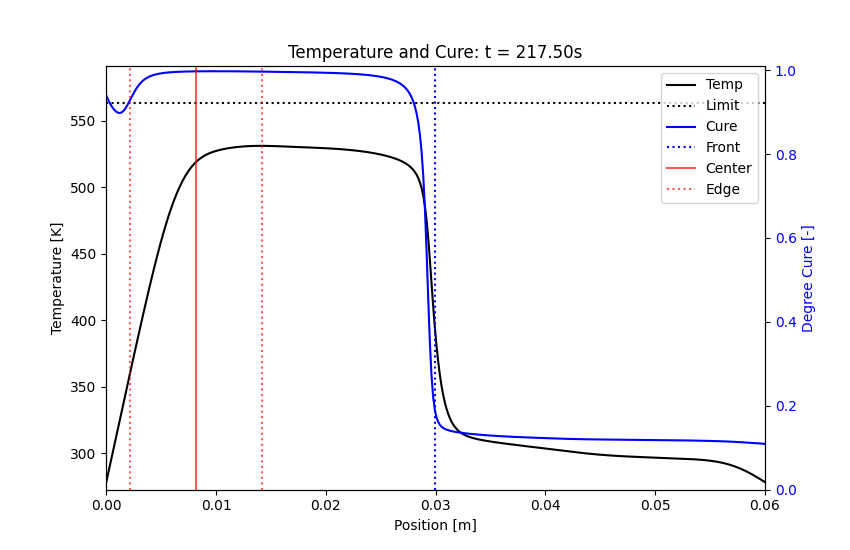 Temperature and Cure: t = 217.50s
Temperature [K]
550
500
450
400
350
300
1.0
0.8
0.6
0.4
0.2
0.0
Degree Cure [-]
Temp
Limit
Cure
Front
Center
Edge
0.00 0.01 0.02 0.03 0.04 0.05 0.06
Position [m]